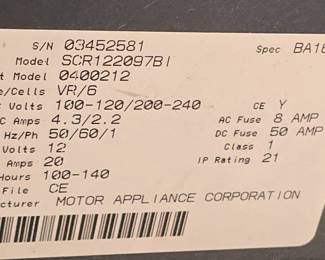 S/N 03452581 Spec BA18
Model SCR122097BI
t Model 0400212
e/Cells VR/6
Volts 100-120/200-240 CE Y
C Amps 4.3/2.2 AC Fuse 8 AMP
Hz/Ph 50/60/1 DC Fuse 50 AMP
Volts 12 Class 1
Amps 20 IP Rating 21
Hours 100-140
File CE
cturer MOTOR APPLIANCE CORPORATION